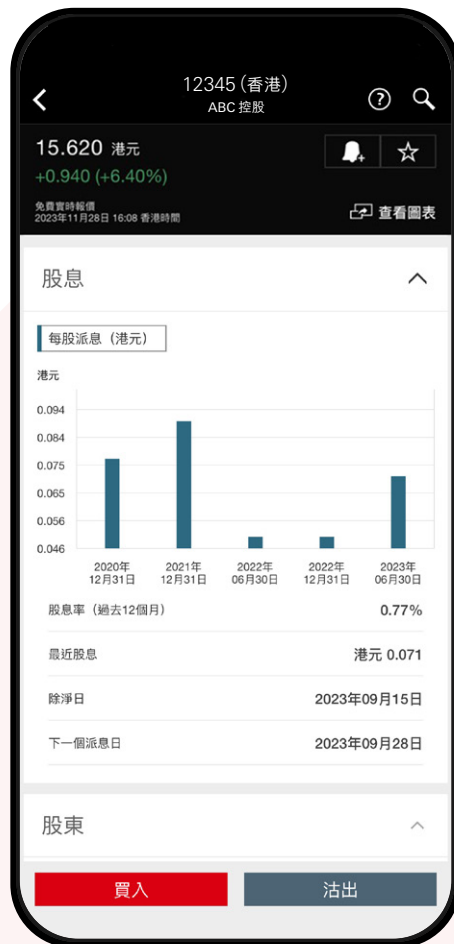 12345 (香港)
ABC 控股
15.620 港元
+0.940 (+6.40%)
免費實時報價
2023年11月28日 16:08 香港時間
查看圖表
股息
每股派息（港元）
港元
0.094
0.084
0.075
0.065
0.056
0.046
2020年 2021年 2022年 2022年 2023年
12月31日 12月31日 06月30日 12月31日 06月30日
股息率（過去12個月） 0.77%
最近股息 港元 0.071
除淨日 2023年09月15日
下一個派息日 2023年09月28日
股東
買入 沽出